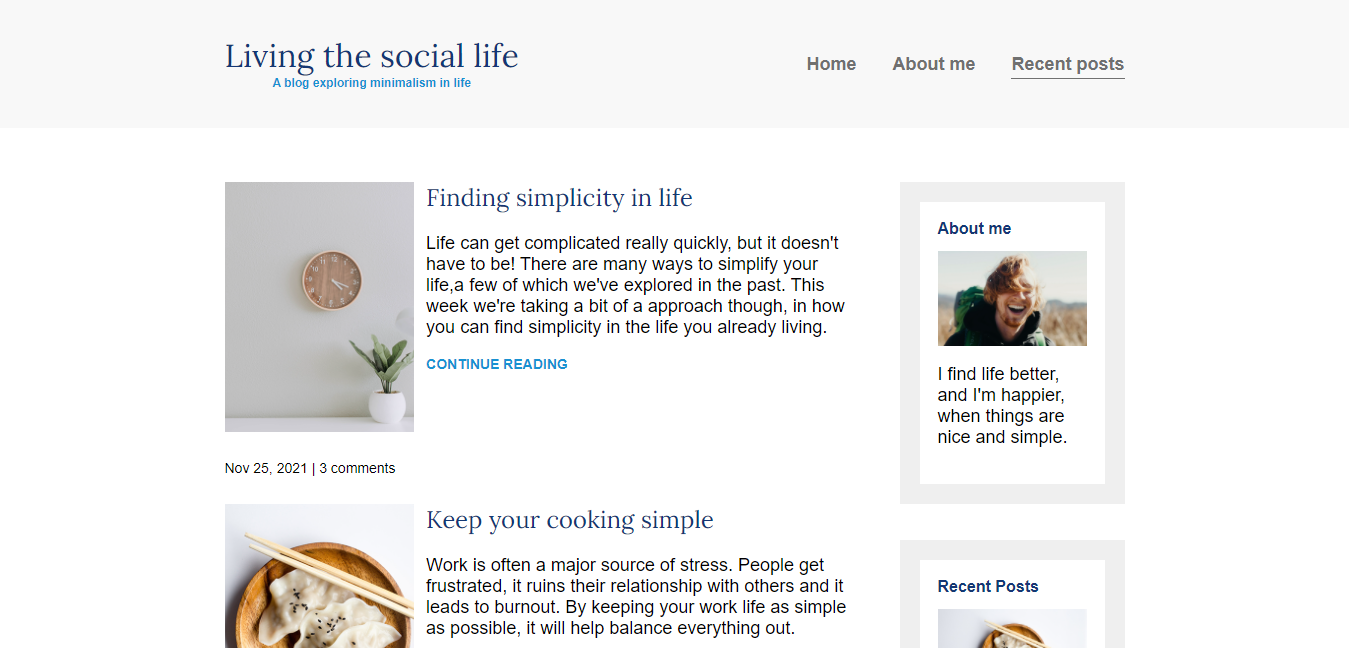 Living the social life
A blog exploring minimalism in life
Home About me Recent posts
Finding simplicity in life
Life can get complicated really quickly, but it doesn't
have to be! There are many ways to simplify your
life,a few of which we've explored in the past. This
week we're taking a bit of a approach though, in how
you can find simplicity in the life you already living.
CONTINUE READING
Nov 25, 2021 | 3 comments
Keep your cooking simple
Work is often a major source of stress. People get
frustrated, it ruins their relationship with others and it
leads to burnout. By keeping your work life as simple
as possible, it will help balance everything out.
About me
I find life better,
and I'm happier,
when things are
nice and simple.
Recent Posts